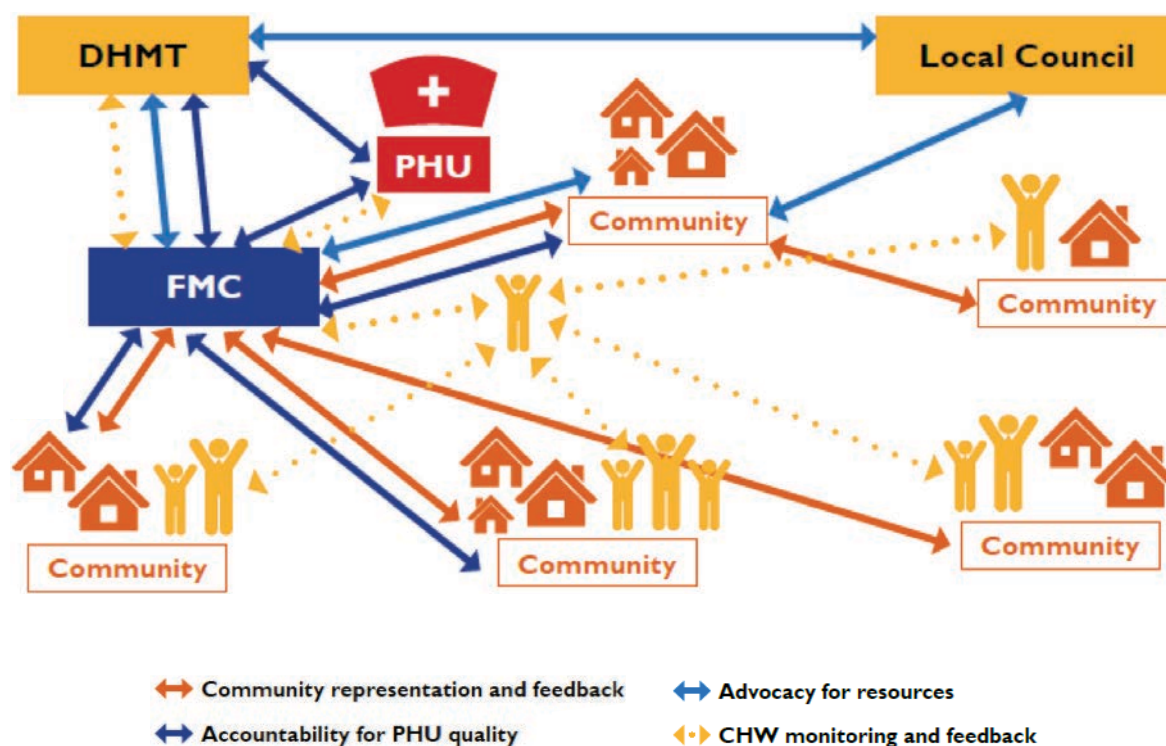 DHMT
Local Council
PHU
Community
Community
FMC
Community
Community
Community
Community representation and feedback
Advocacy for resources
Accountability for PHU quality
CHW monitoring and feedback